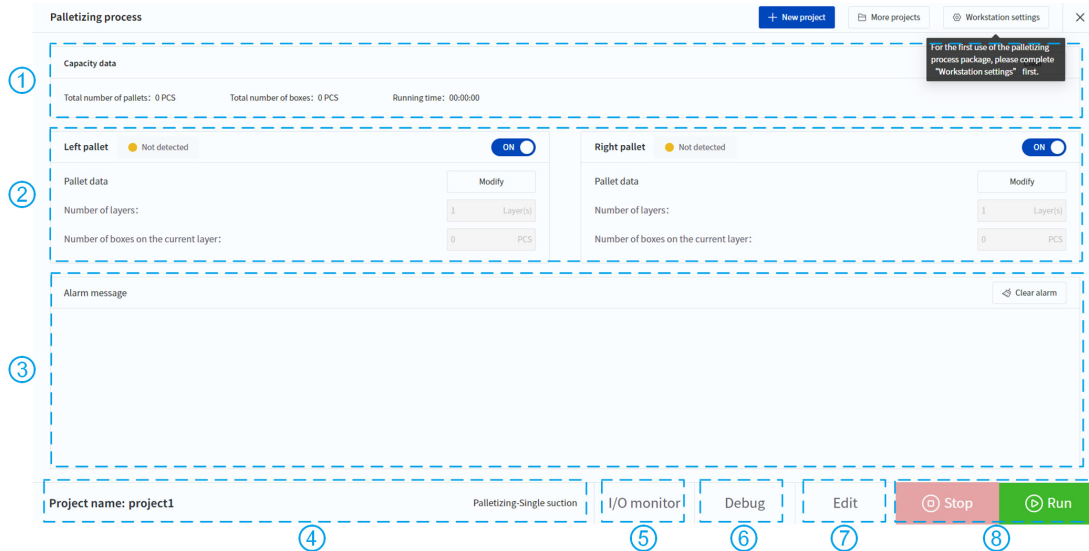 Palletizing process
New project
More projects
Workstation settings
For the first use of the palletizing
process package, please complete
“Workstation settings” first.
1
Capacity data
Total number of pallets: 0 PCS
Total number of boxes: 0 PCS
Running time: 00:00:00
2
Left pallet
Not detected
ON
Pallet data
Modify
Number of layers:
1 Layer(s)
Number of boxes on the current layer:
0 PCS
Right pallet
Not detected
ON
Pallet data
Modify
Number of layers:
1 Layer(s)
Number of boxes on the current layer:
0 PCS
3
Alarm message
Clear alarm
Project name: project1
Palletizing-Single suction
I/O monitor
Debug
Edit
Stop
Run
4
5
6
7
8